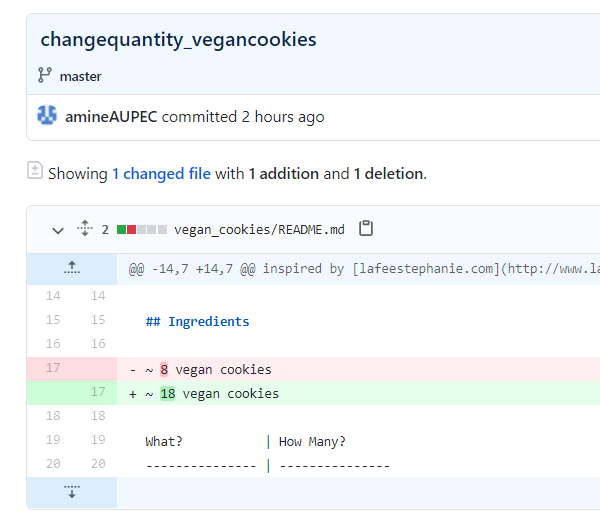 changequantity_vegancookies
master
amineAUPEC committed 2 hours ago
Showing 1 changed file with 1 addition and 1 deletion.
2 vegan_cookies/README.md
@@ -14,7 +14,7 @@ inspired by [lafeestephanie.com](http://www.la
14 14
15 15 ## Ingredients
16 16
17 - ~ 8 vegan cookies
17 + ~ 18 vegan cookies
18 18
19 19 What? | How Many?
20 20 --------------- | ---------------